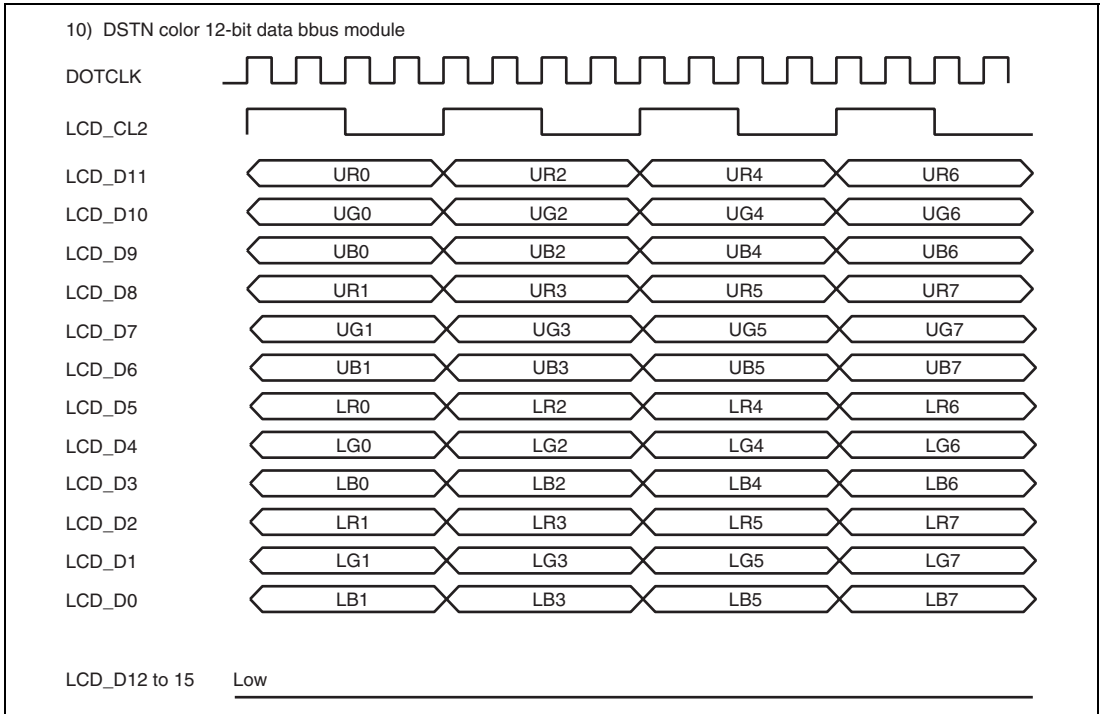 10) DSTN color 12-bit data bbus module
DOTCLK
LCD_CL2
LCD_D11 UR0 UR2 UR4 UR6
LCD_D10 UG0 UG2 UG4 UG6
LCD_D9 UB0 UB2 UB4 UB6
LCD_D8 UR1 UR3 UR5 UR7
LCD_D7 UG1 UG3 UG5 UG7
LCD_D6 UB1 UB3 UB5 UB7
LCD_D5 LR0 LR2 LR4 LR6
LCD_D4 LG0 LG2 LG4 LG6
LCD_D3 LB0 LB2 LB4 LB6
LCD_D2 LR1 LR3 LR5 LR7
LCD_D1 LG1 LG3 LG5 LG7
LCD_D0 LB1 LB3 LB5 LB7
LCD_D12 to 15 Low